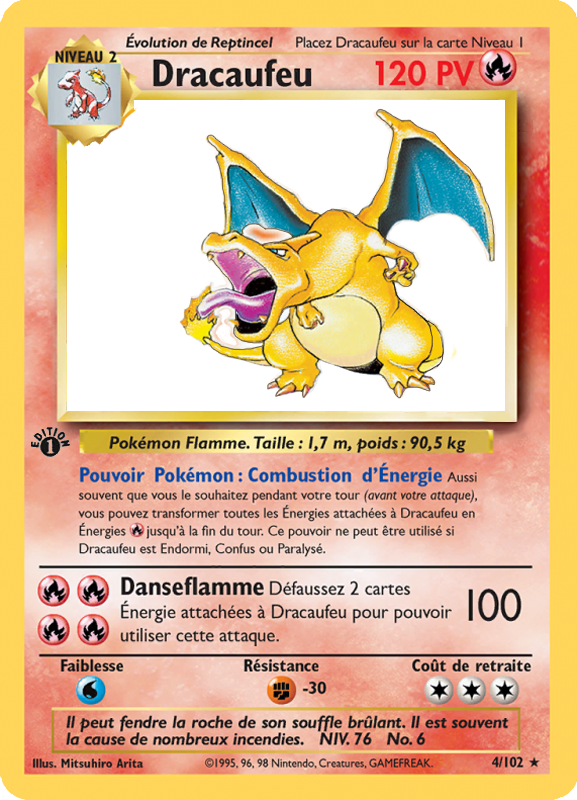 Évolution de Reptincel Placez Dracaufeu sur la carte Niveau 1
NIVEAU 2
Dracaufeu 120 PV
EDITION 1
Pokémon Flamme. Taille : 1,7 m, poids : 90,5 kg
Pouvoir Pokémon : Combustion d'Énergie Aussi
souvent que vous le souhaitez pendant votre tour (avant votre attaque),
vous pouvez transformer toutes les Énergies attachées à Dracaufeu en
Énergies jusqu'à la fin du tour. Ce pouvoir ne peut être utilisé si
Dracaufeu est Endormi, Confus ou Paralysé.
Danseflamme Défaussez 2 cartes
Énergie attachées à Dracaufeu pour pouvoir
utiliser cette attaque.
100
Faiblesse Résistance Coût de retraite
-30
Il peut fendre la roche de son souffle brûlant. Il est souvent
la cause de nombreux incendies. NIV. 76 No. 6
Illus. Mitsuhiro Arita ©1995, 96, 98 Nintendo, Creatures, GAMEFREAK. 4/102 ★